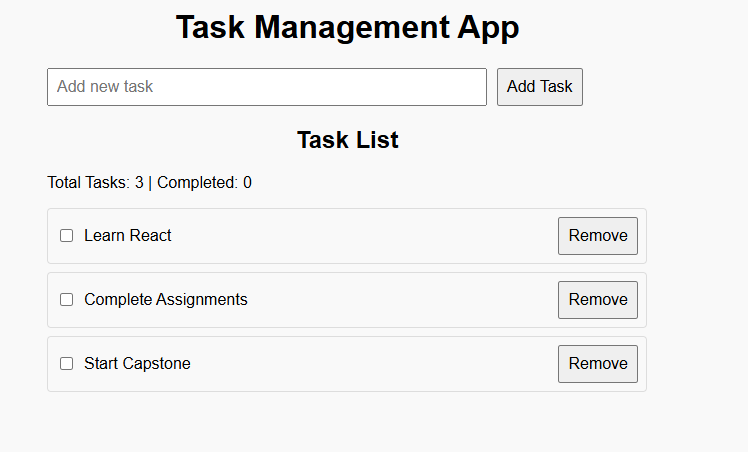 Task Management App
Add new task Add Task
Task List
Total Tasks: 3 | Completed: 0
Learn React Remove
Complete Assignments Remove
Start Capstone Remove